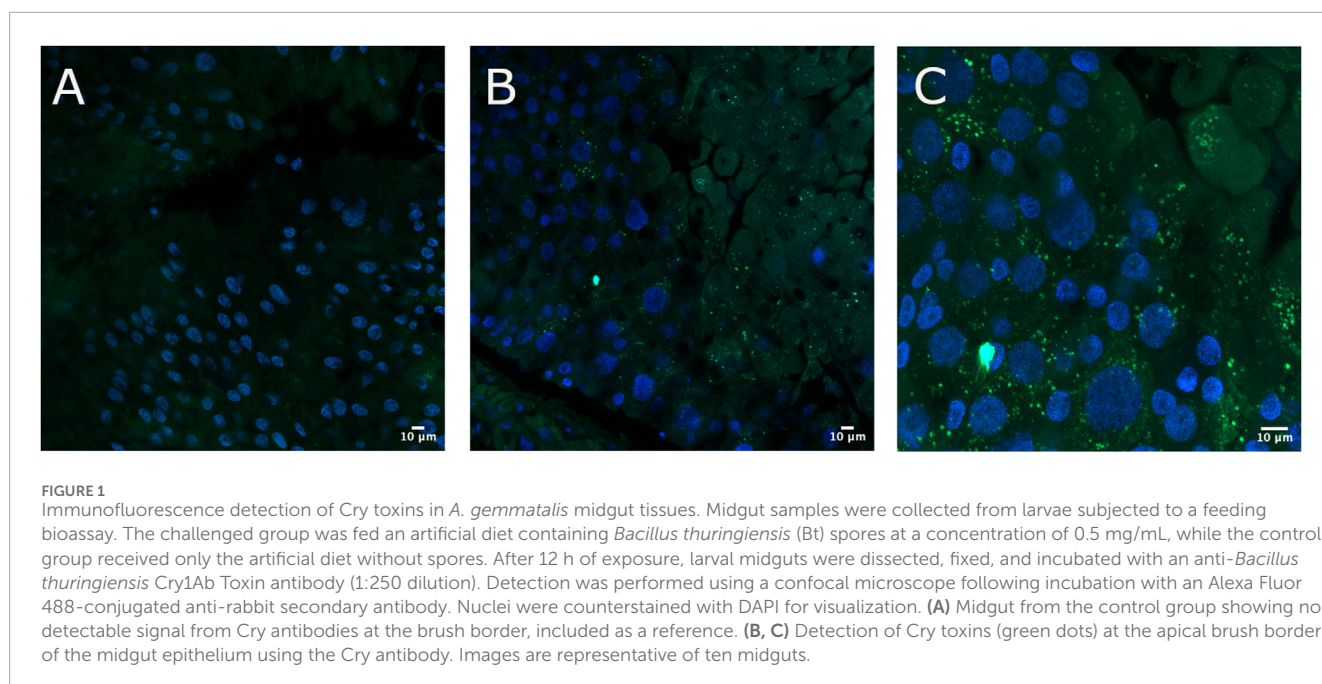 A
B
C
10 µm
10 µm
10 µm
FIGURE 1
Immunofluorescence detection of Cry toxins in A. gemmatalis midgut tissues. Midgut samples were collected from larvae subjected to a feeding
bioassay. The challenged group was fed an artificial diet containing Bacillus thuringiensis (Bt) spores at a concentration of 0.5 mg/mL, while the control
group received only the artificial diet without spores. After 12 h of exposure, larval midguts were dissected, fixed, and incubated with an anti-Bacillus
thuringiensis Cry1Ab Toxin antibody (1:250 dilution). Detection was performed using a confocal microscope following incubation with an Alexa Fluor
488-conjugated anti-rabbit secondary antibody. Nuclei were counterstained with DAPI for visualization. (A) Midgut from the control group showing no
detectable signal from Cry antibodies at the brush border, included as a reference. (B, C) Detection of Cry toxins (green dots) at the apical brush border
of the midgut epithelium using the Cry antibody. Images are representative of ten midguts.